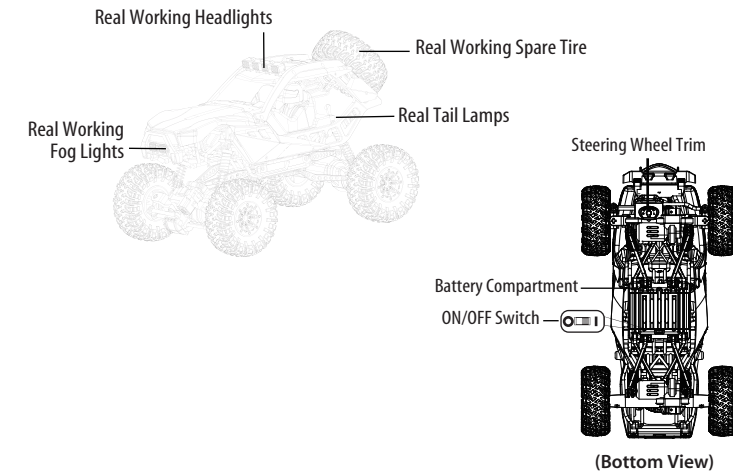 Real Working Headlights
Real Working Spare Tire
Real Tail Lamps
Real Working
Fog Lights
Steering Wheel Trim
Battery Compartment
ON/OFF Switch
(Bottom View)